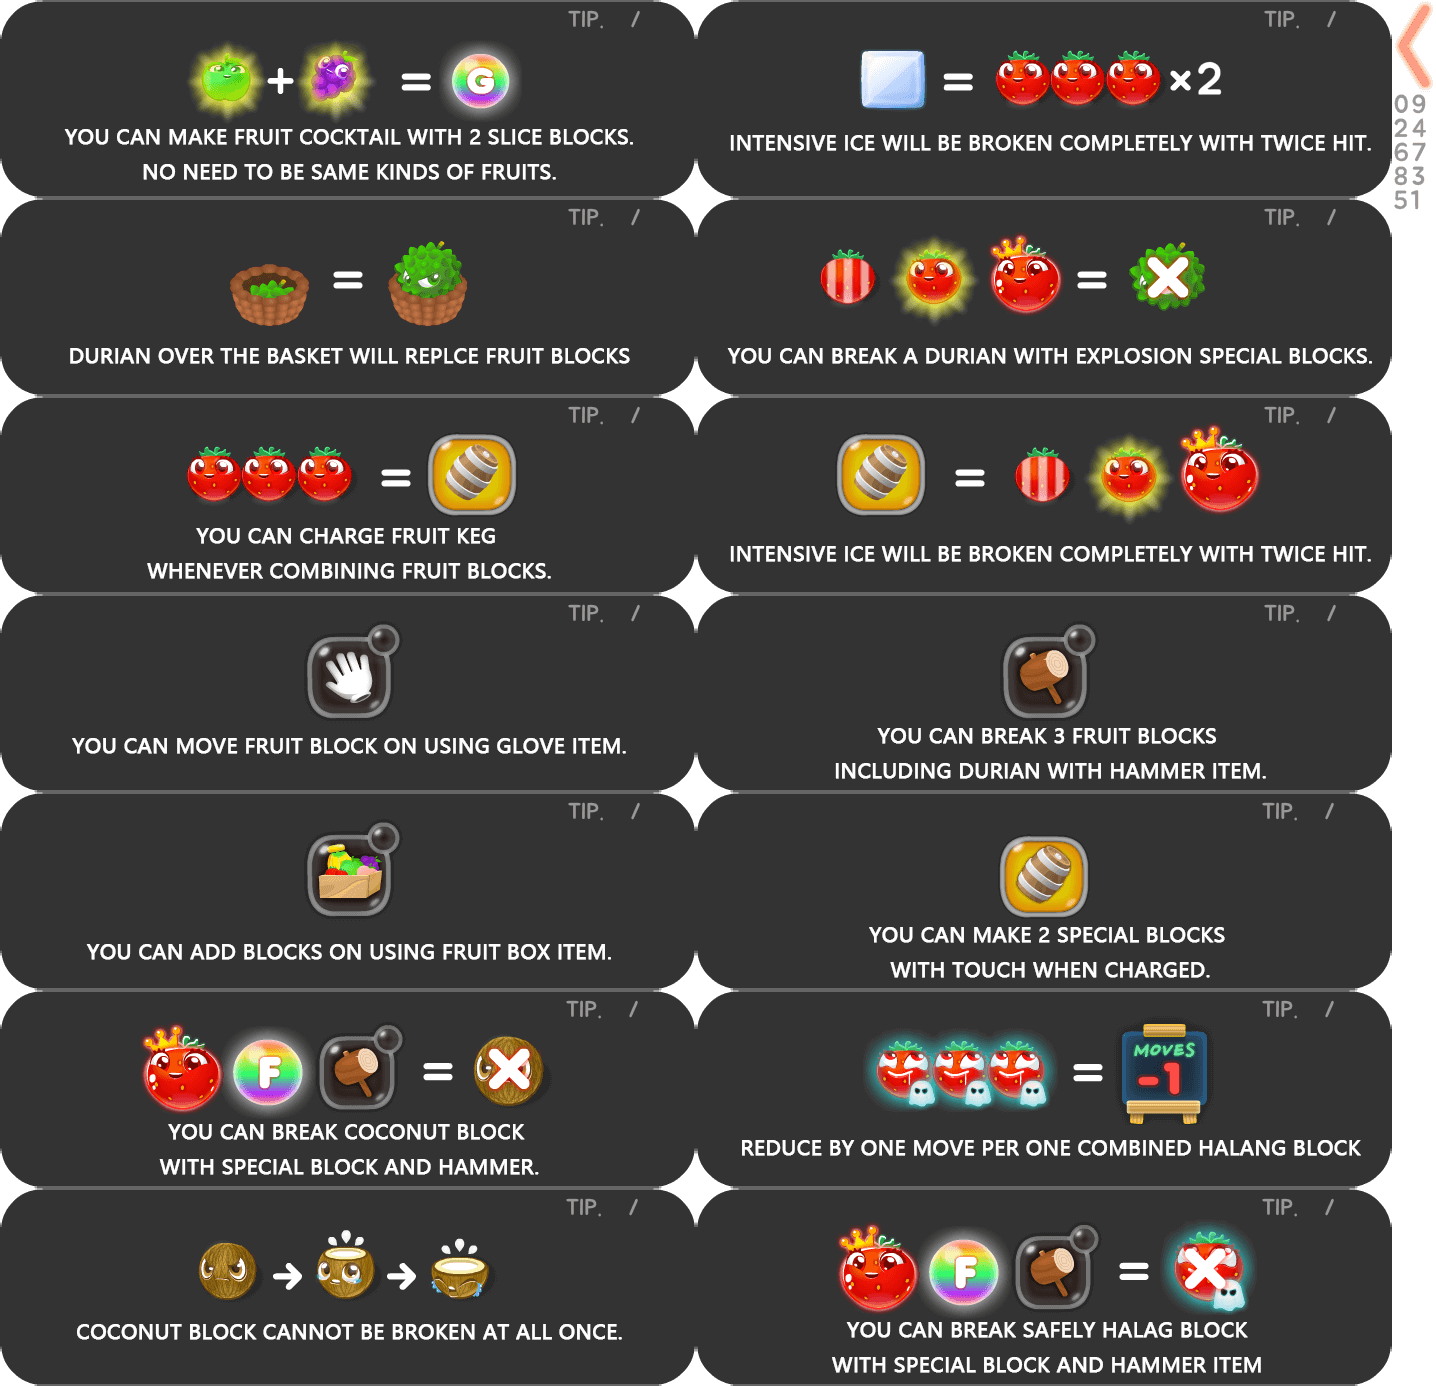 TIP. /
G
YOU CAN MAKE FRUIT COCKTAIL WITH 2 SLICE BLOCKS.
NO NEED TO BE SAME KINDS OF FRUITS.
TIP. /
×2
INTENSIVE ICE WILL BE BROKEN COMPLETELY WITH TWICE HIT.
09
24
67
83
51
TIP. /
DURIAN OVER THE BASKET WILL REPLCE FRUIT BLOCKS
TIP. /
YOU CAN BREAK A DURIAN WITH EXPLOSION SPECIAL BLOCKS.
TIP. /
YOU CAN CHARGE FRUIT KEG
WHENEVER COMBINING FRUIT BLOCKS.
TIP. /
INTENSIVE ICE WILL BE BROKEN COMPLETELY WITH TWICE HIT.
TIP. /
YOU CAN MOVE FRUIT BLOCK ON USING GLOVE ITEM.
TIP. /
YOU CAN BREAK 3 FRUIT BLOCKS
INCLUDING DURIAN WITH HAMMER ITEM.
TIP. /
YOU CAN ADD BLOCKS ON USING FRUIT BOX ITEM.
TIP. /
YOU CAN MAKE 2 SPECIAL BLOCKS
WITH TOUCH WHEN CHARGED.
TIP. /
F
YOU CAN BREAK COCONUT BLOCK
WITH SPECIAL BLOCK AND HAMMER.
TIP. /
MOVES
-1
REDUCE BY ONE MOVE PER ONE COMBINED HALANG BLOCK
TIP. /
COCONUT BLOCK CANNOT BE BROKEN AT ALL ONCE.
TIP. /
F
YOU CAN BREAK SAFELY HALAG BLOCK
WITH SPECIAL BLOCK AND HAMMER ITEM